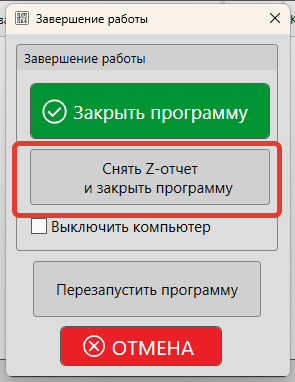 Завершение работы
Завершение работы
Закрыть программу
Снять Z-отчет
и закрыть программу
Выключить компьютер
Перезапустить программу
ОТМЕНА